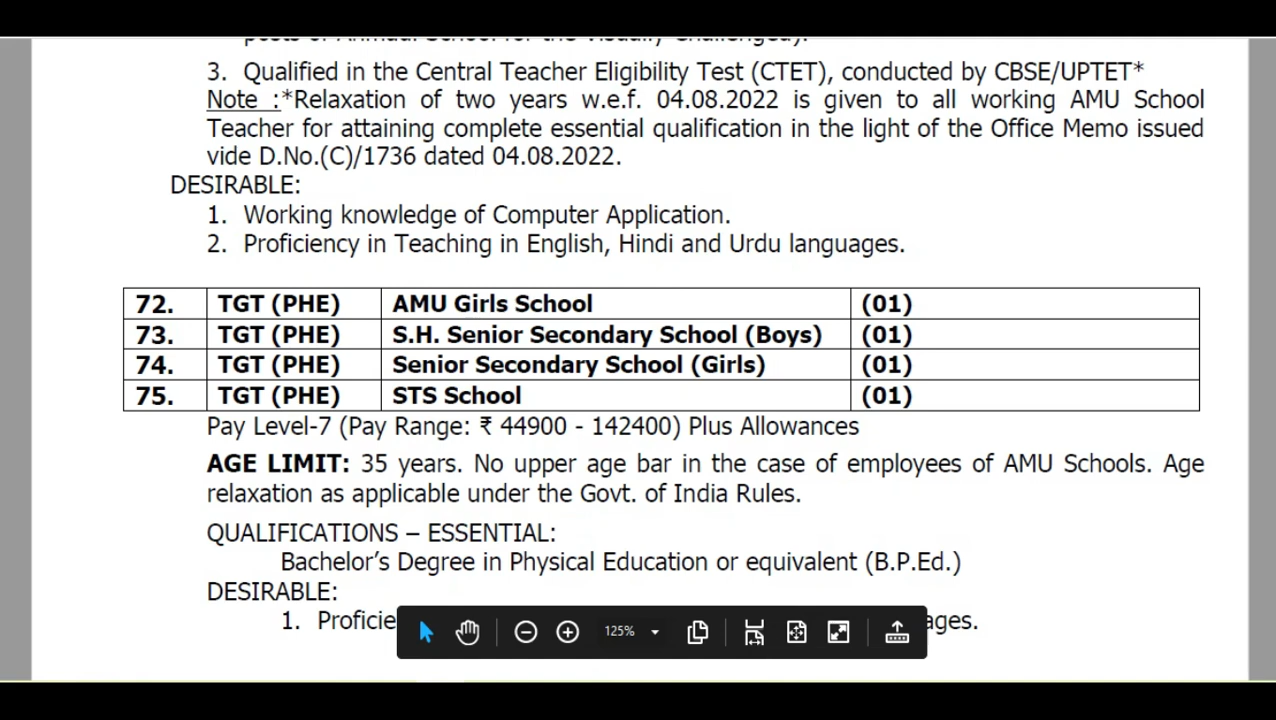 3. Qualified in the Central Teacher Eligibility Test (CTET), conducted by CBSE/UPTET*
Note :*Relaxation of two years w.e.f. 04.08.2022 is given to all working AMU School
Teacher for attaining complete essential qualification in the light of the Office Memo issued
vide D.No.(C)/1736 dated 04.08.2022.
DESIRABLE:
1. Working knowledge of Computer Application.
2. Proficiency in Teaching in English, Hindi and Urdu languages.
72. TGT (PHE) AMU Girls School (01)
73. TGT (PHE) S.H. Senior Secondary School (Boys) (01)
74. TGT (PHE) Senior Secondary School (Girls) (01)
75. TGT (PHE) STS School (01)
Pay Level-7 (Pay Range: ₹ 44900 - 142400) Plus Allowances
AGE LIMIT: 35 years. No upper age bar in the case of employees of AMU Schools. Age
relaxation as applicable under the Govt. of India Rules.
QUALIFICATIONS – ESSENTIAL:
Bachelor's Degree in Physical Education or equivalent (B.P.Ed.)
DESIRABLE:
1.
125%